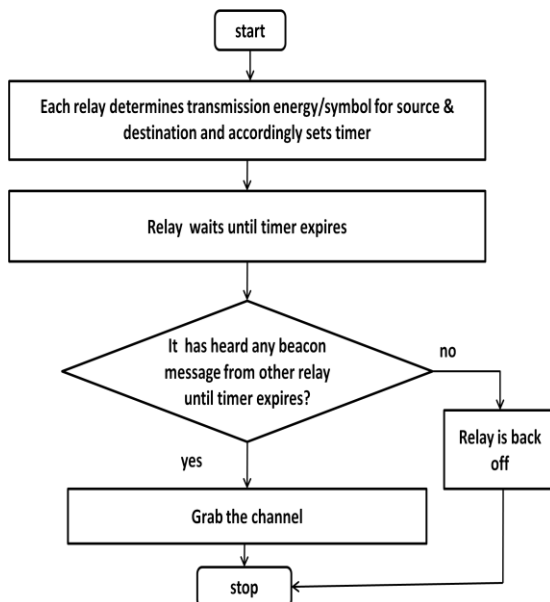 start
Each relay determines transmission energy/symbol for source &
destination and accordingly sets timer
Relay waits until timer expires
It has heard any beacon
message from other relay
until timer expires?
no
Relay is back
off
yes
Grab the channel
stop